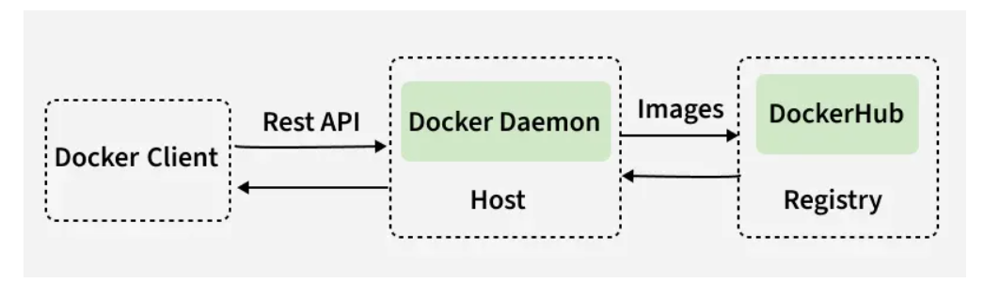 Docker Client
Rest API
Docker Daemon
Host
Images
DockerHub
Registry